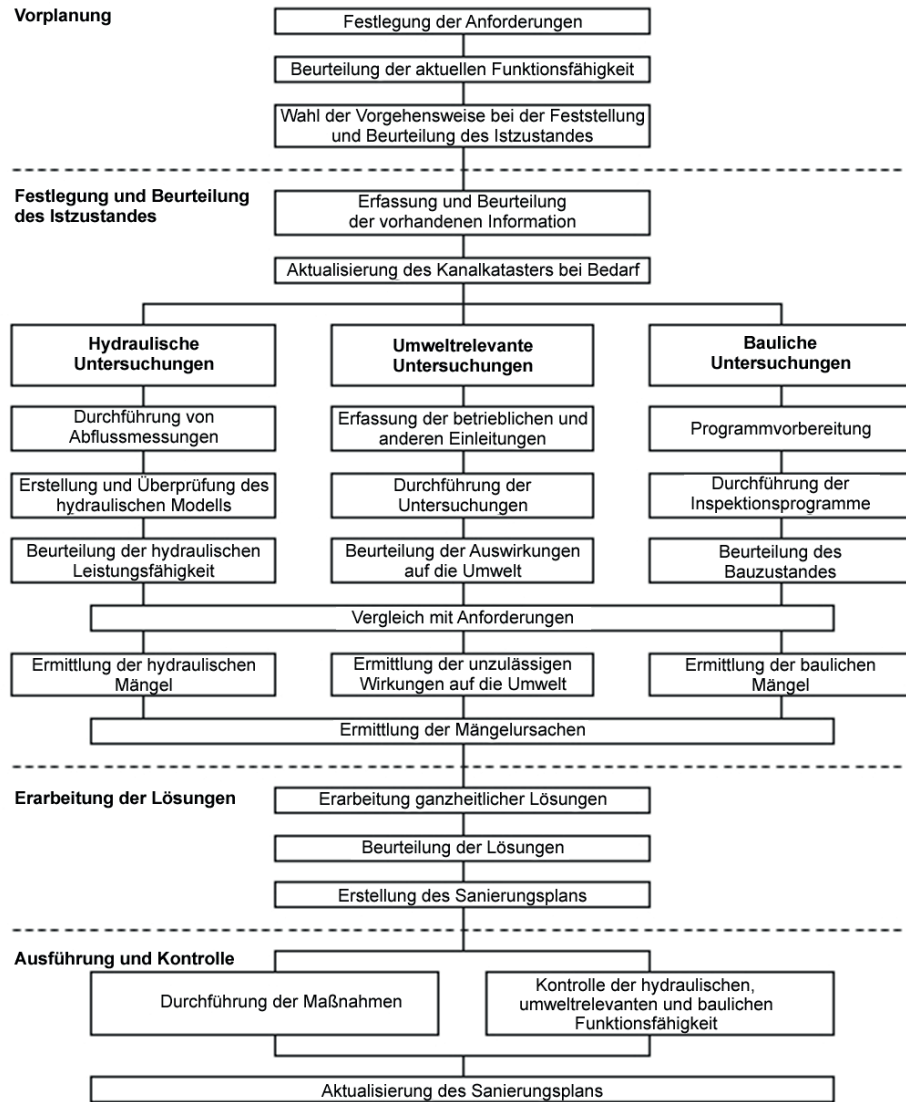 Vorplanung
Festlegung der Anforderungen
Beurteilung der aktuellen Funktionsfähigkeit
Wahl der Vorgehensweise bei der Feststellung
und Beurteilung des Istzustandes
Festlegung und Beurteilung
des Istzustandes
Erfassung und Beurteilung
der vorhandenen Information
Aktualisierung des Kanalkatasters bei Bedarf
Hydraulische
Untersuchungen
Umweltrelevante
Untersuchungen
Bauliche
Untersuchungen
Durchführung von
Abflussmessungen
Erfassung der betrieblichen und
anderen Einleitungen
Programmvorbereitung
Erstellung und Überprüfung des
hydraulischen Modells
Durchführung der
Untersuchungen
Durchführung der
Inspektionsprogramme
Beurteilung der hydraulischen
Leistungsfähigkeit
Beurteilung der Auswirkungen
auf die Umwelt
Beurteilung des
Bauzustandes
Vergleich mit Anforderungen
Ermittlung der hydraulischen
Mängel
Ermittlung der unzulässigen
Wirkungen auf die Umwelt
Ermittlung der baulichen
Mängel
Ermittlung der Mängelursachen
Erarbeitung der Lösungen
Erarbeitung ganzheitlicher Lösungen
Beurteilung der Lösungen
Erstellung des Sanierungsplans
Ausführung und Kontrolle
Durchführung der Maßnahmen
Kontrolle der hydraulischen,
umweltrelevanten und baulichen
Funktionsfähigkeit
Aktualisierung des Sanierungsplans